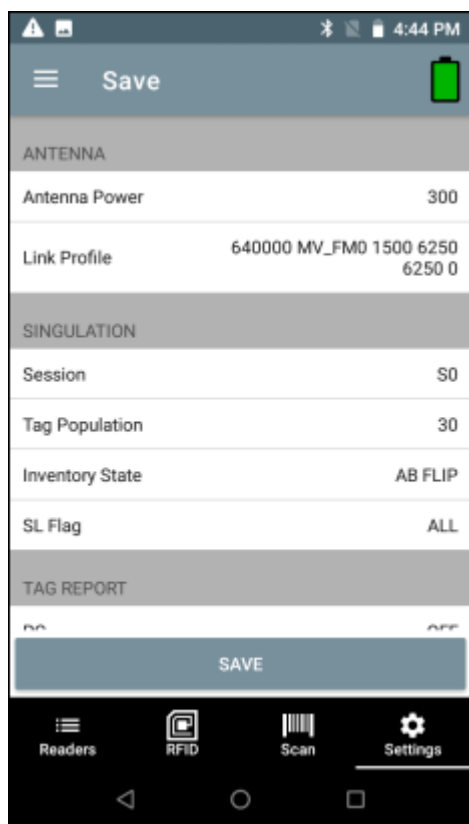 4:44 PM
Save
ANTENNA
Antenna Power 300
Link Profile 640000 MV_FM0 1500 6250
6250 0
SINGULATION
Session S0
Tag Population 30
Inventory State AB FLIP
SL Flag ALL
TAG REPORT
SAVE
Readers RFID Scan Settings